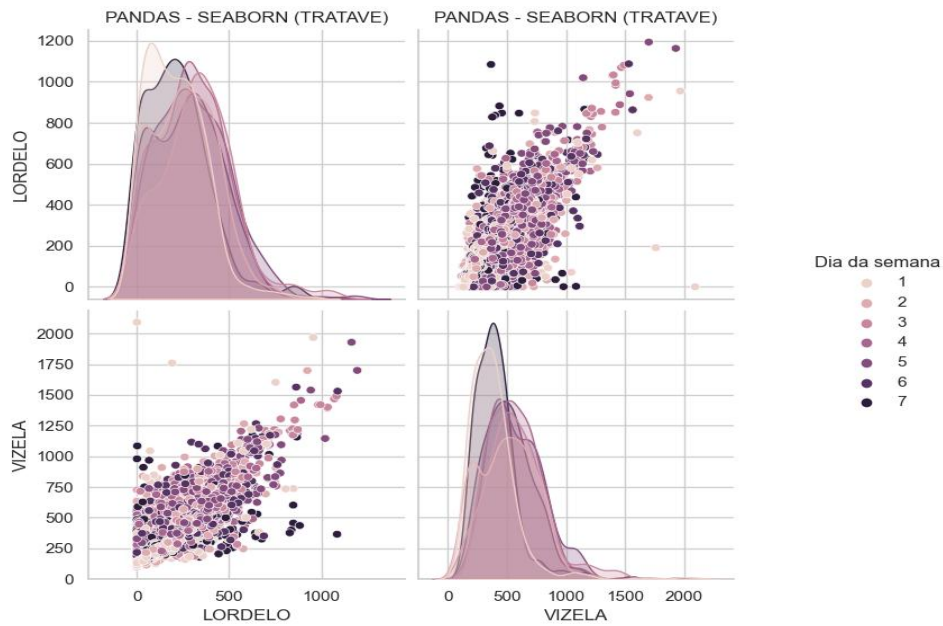 PANDAS - SEABORN (TRATAVE)
PANDAS - SEABORN (TRATAVE)
1200
1000
800
600
400
200
0
LORDELO
Dia da semana
1
2
3
4
5
6
7
2000
1750
1500
1250
1000
750
500
250
0
VIZELA
0 500 1000
LORDELO
0 500 1000 1500 2000
VIZELA